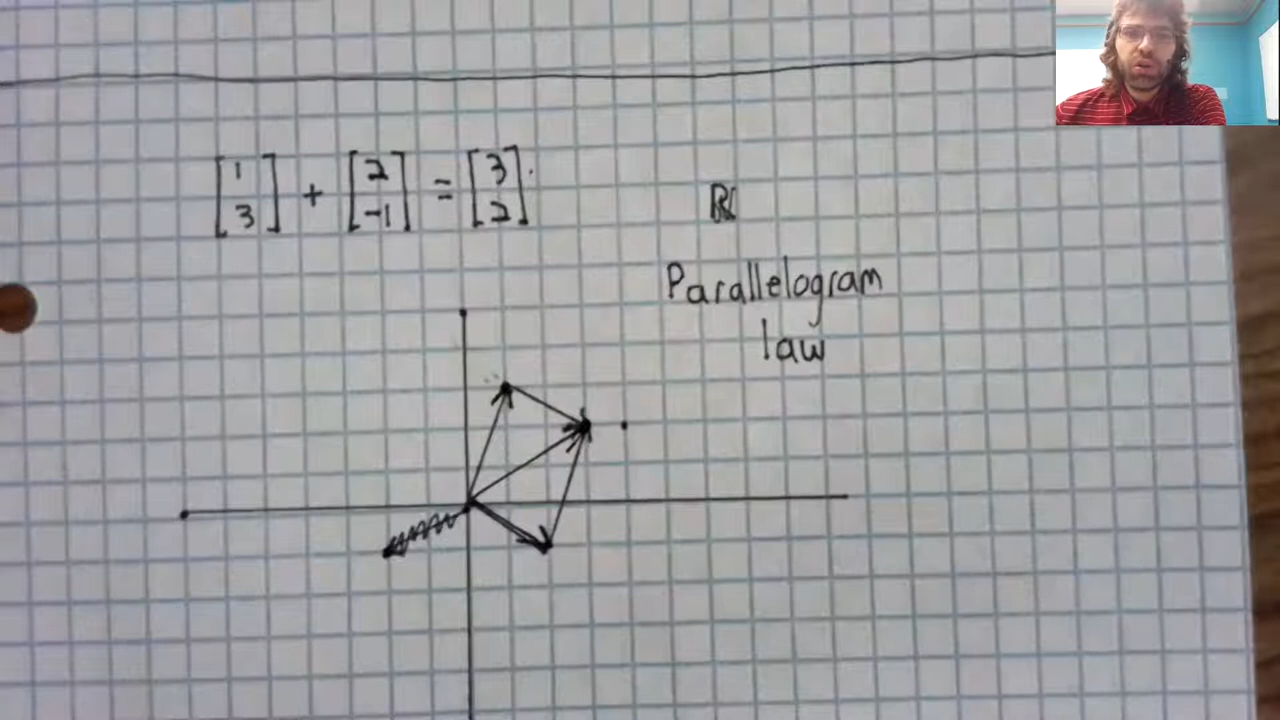 [1 3] + [2 -1] = [3 2].
ℝ
Parallelogram
law